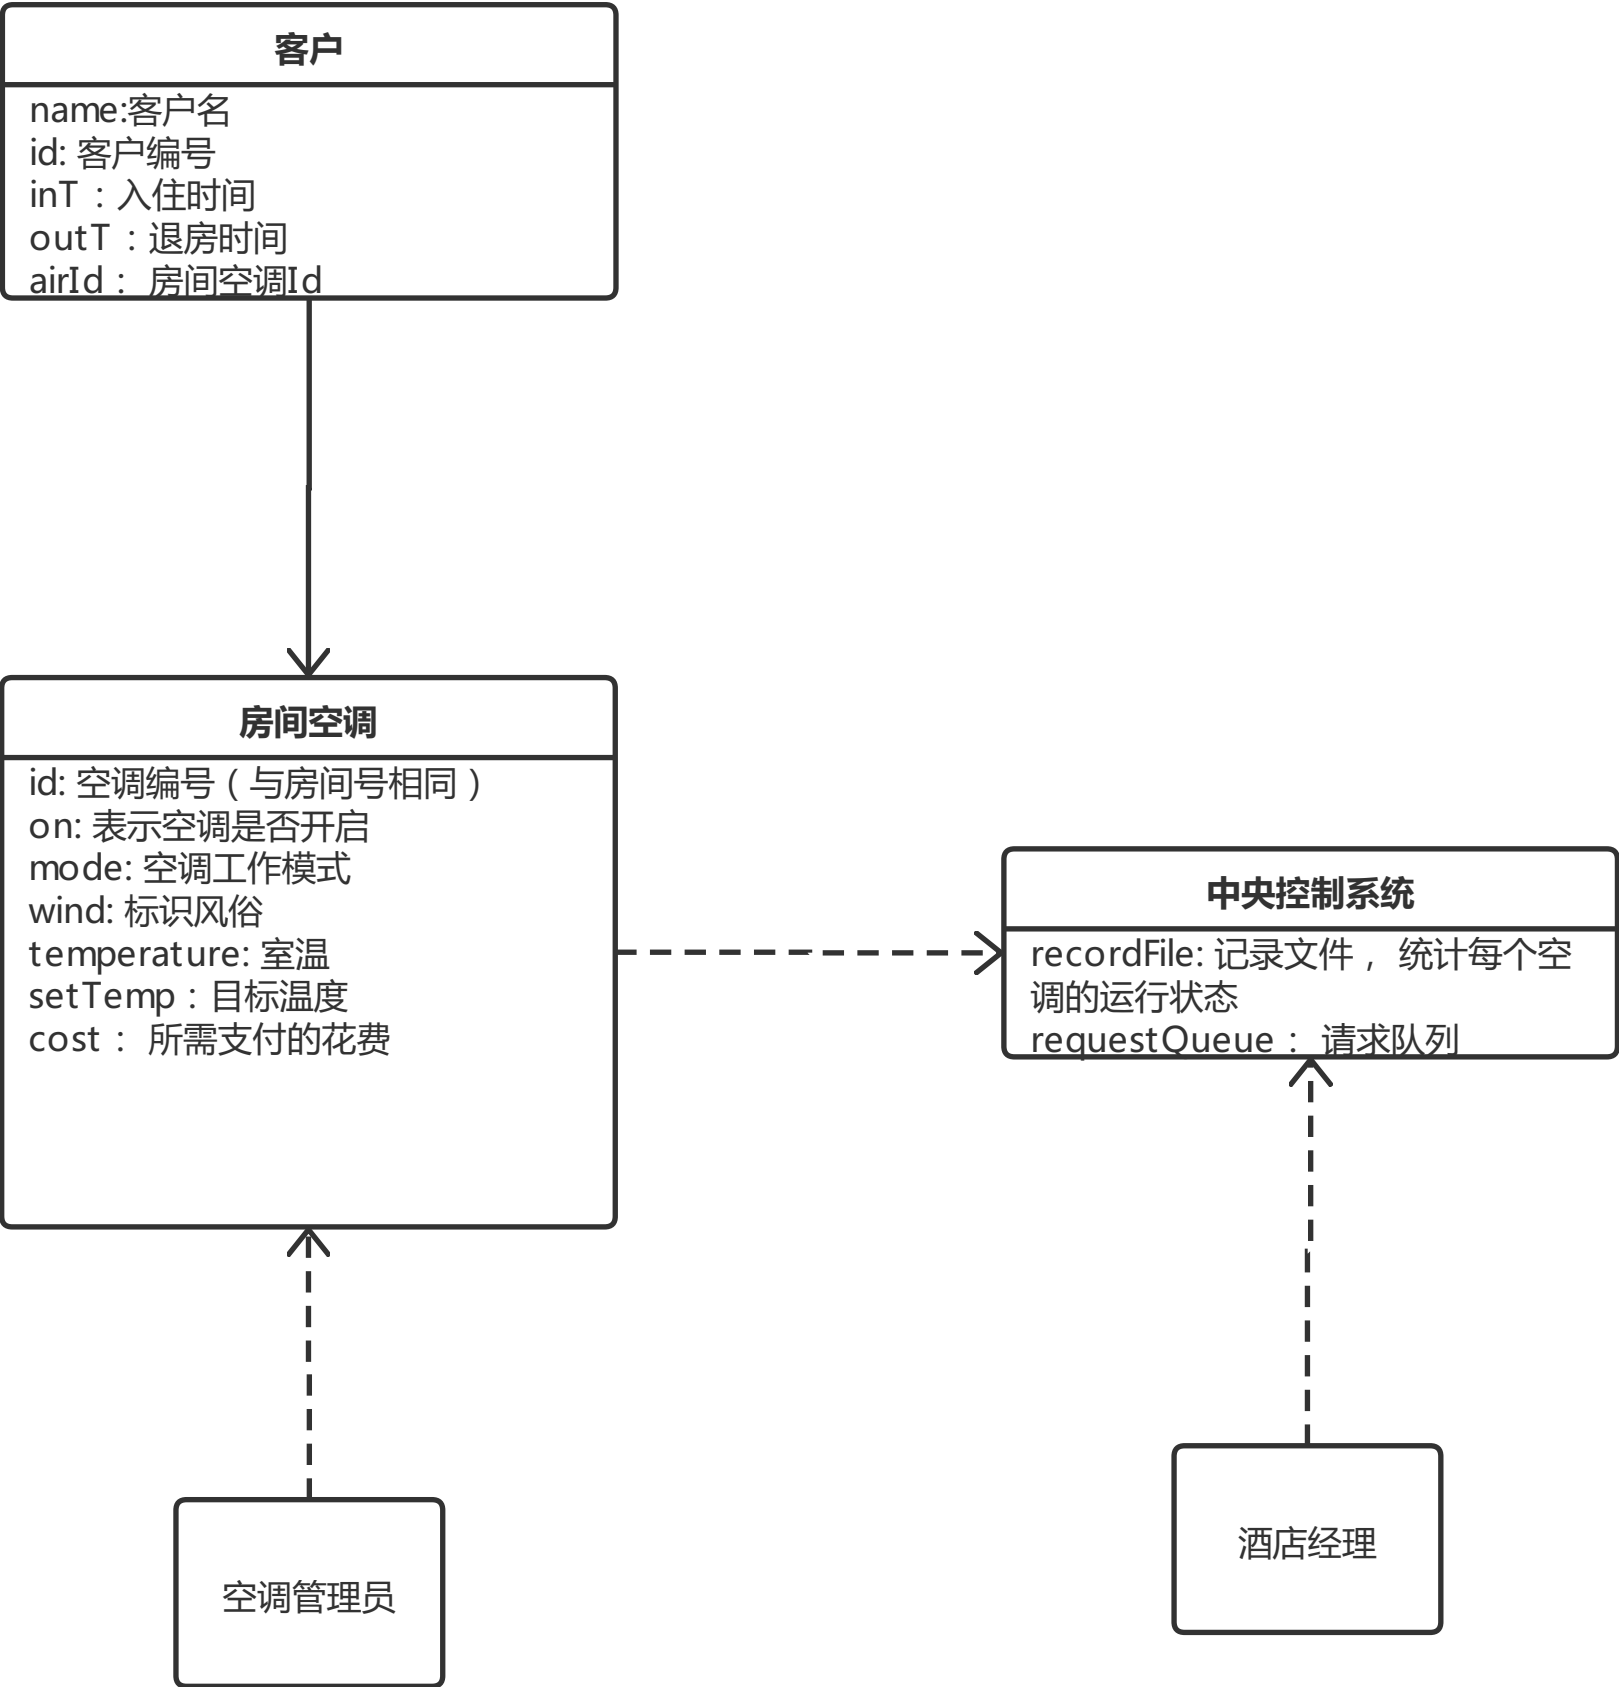 客户
name:客户名
id: 客户编号
inT：入住时间
outT：退房时间
airId： 房间空调Id
房间空调
id: 空调编号（与房间号相同）
on: 表示空调是否开启
mode: 空调工作模式
wind: 标识风俗
temperature: 室温
setTemp：目标温度
cost： 所需支付的花费
中央控制系统
recordFile: 记录文件， 统计每个空
调的运行状态
requestQueue： 请求队列
酒店经理
空调管理员